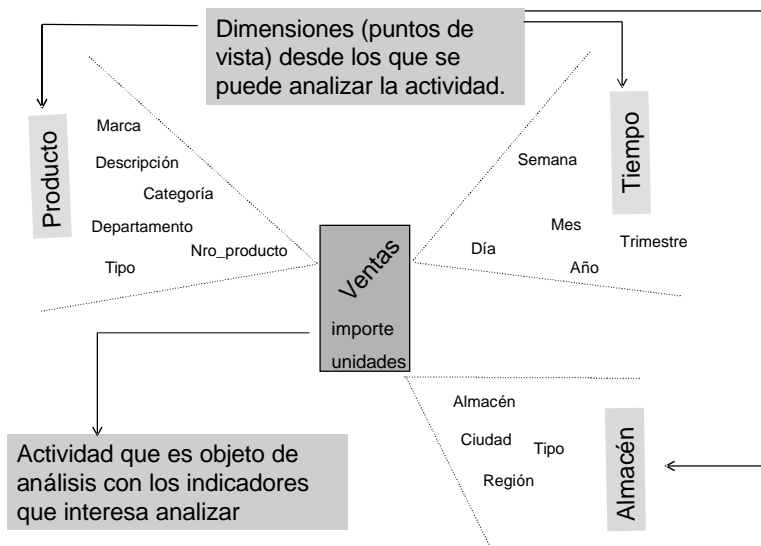 Dimensiones (puntos de
vista) desde los que se
puede analizar la actividad.
Producto
Marca
Descripción
Categoría
Departamento
Nro_producto
Tipo
Tiempo
Semana
Mes
Trimestre
Día
Año
Ventas
importe
unidades
Almacén
Ciudad
Tipo
Región
Almacén
Actividad que es objeto de
análisis con los indicadores
que interesa analizar